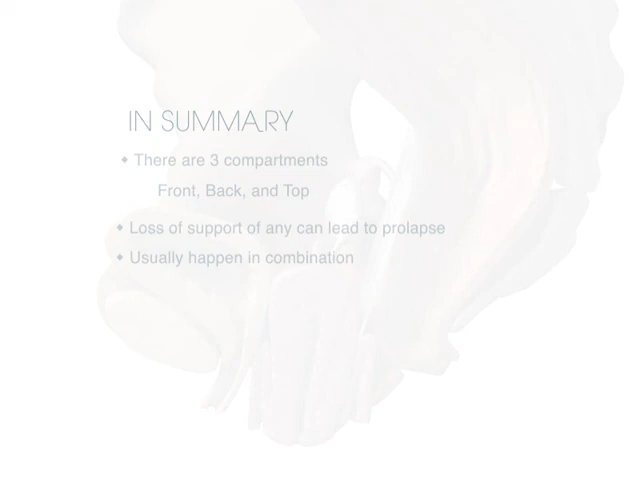 IN SUMMARY
◆ There are 3 compartments
Front, Back, and Top
◆ Loss of support of any can lead to prolapse
◆ Usually happen in combination